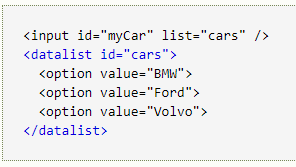 <input id="myCar" list="cars" />
<datalist id="cars">
  <option value="BMW">
  <option value="Ford">
  <option value="Volvo">
</datalist>